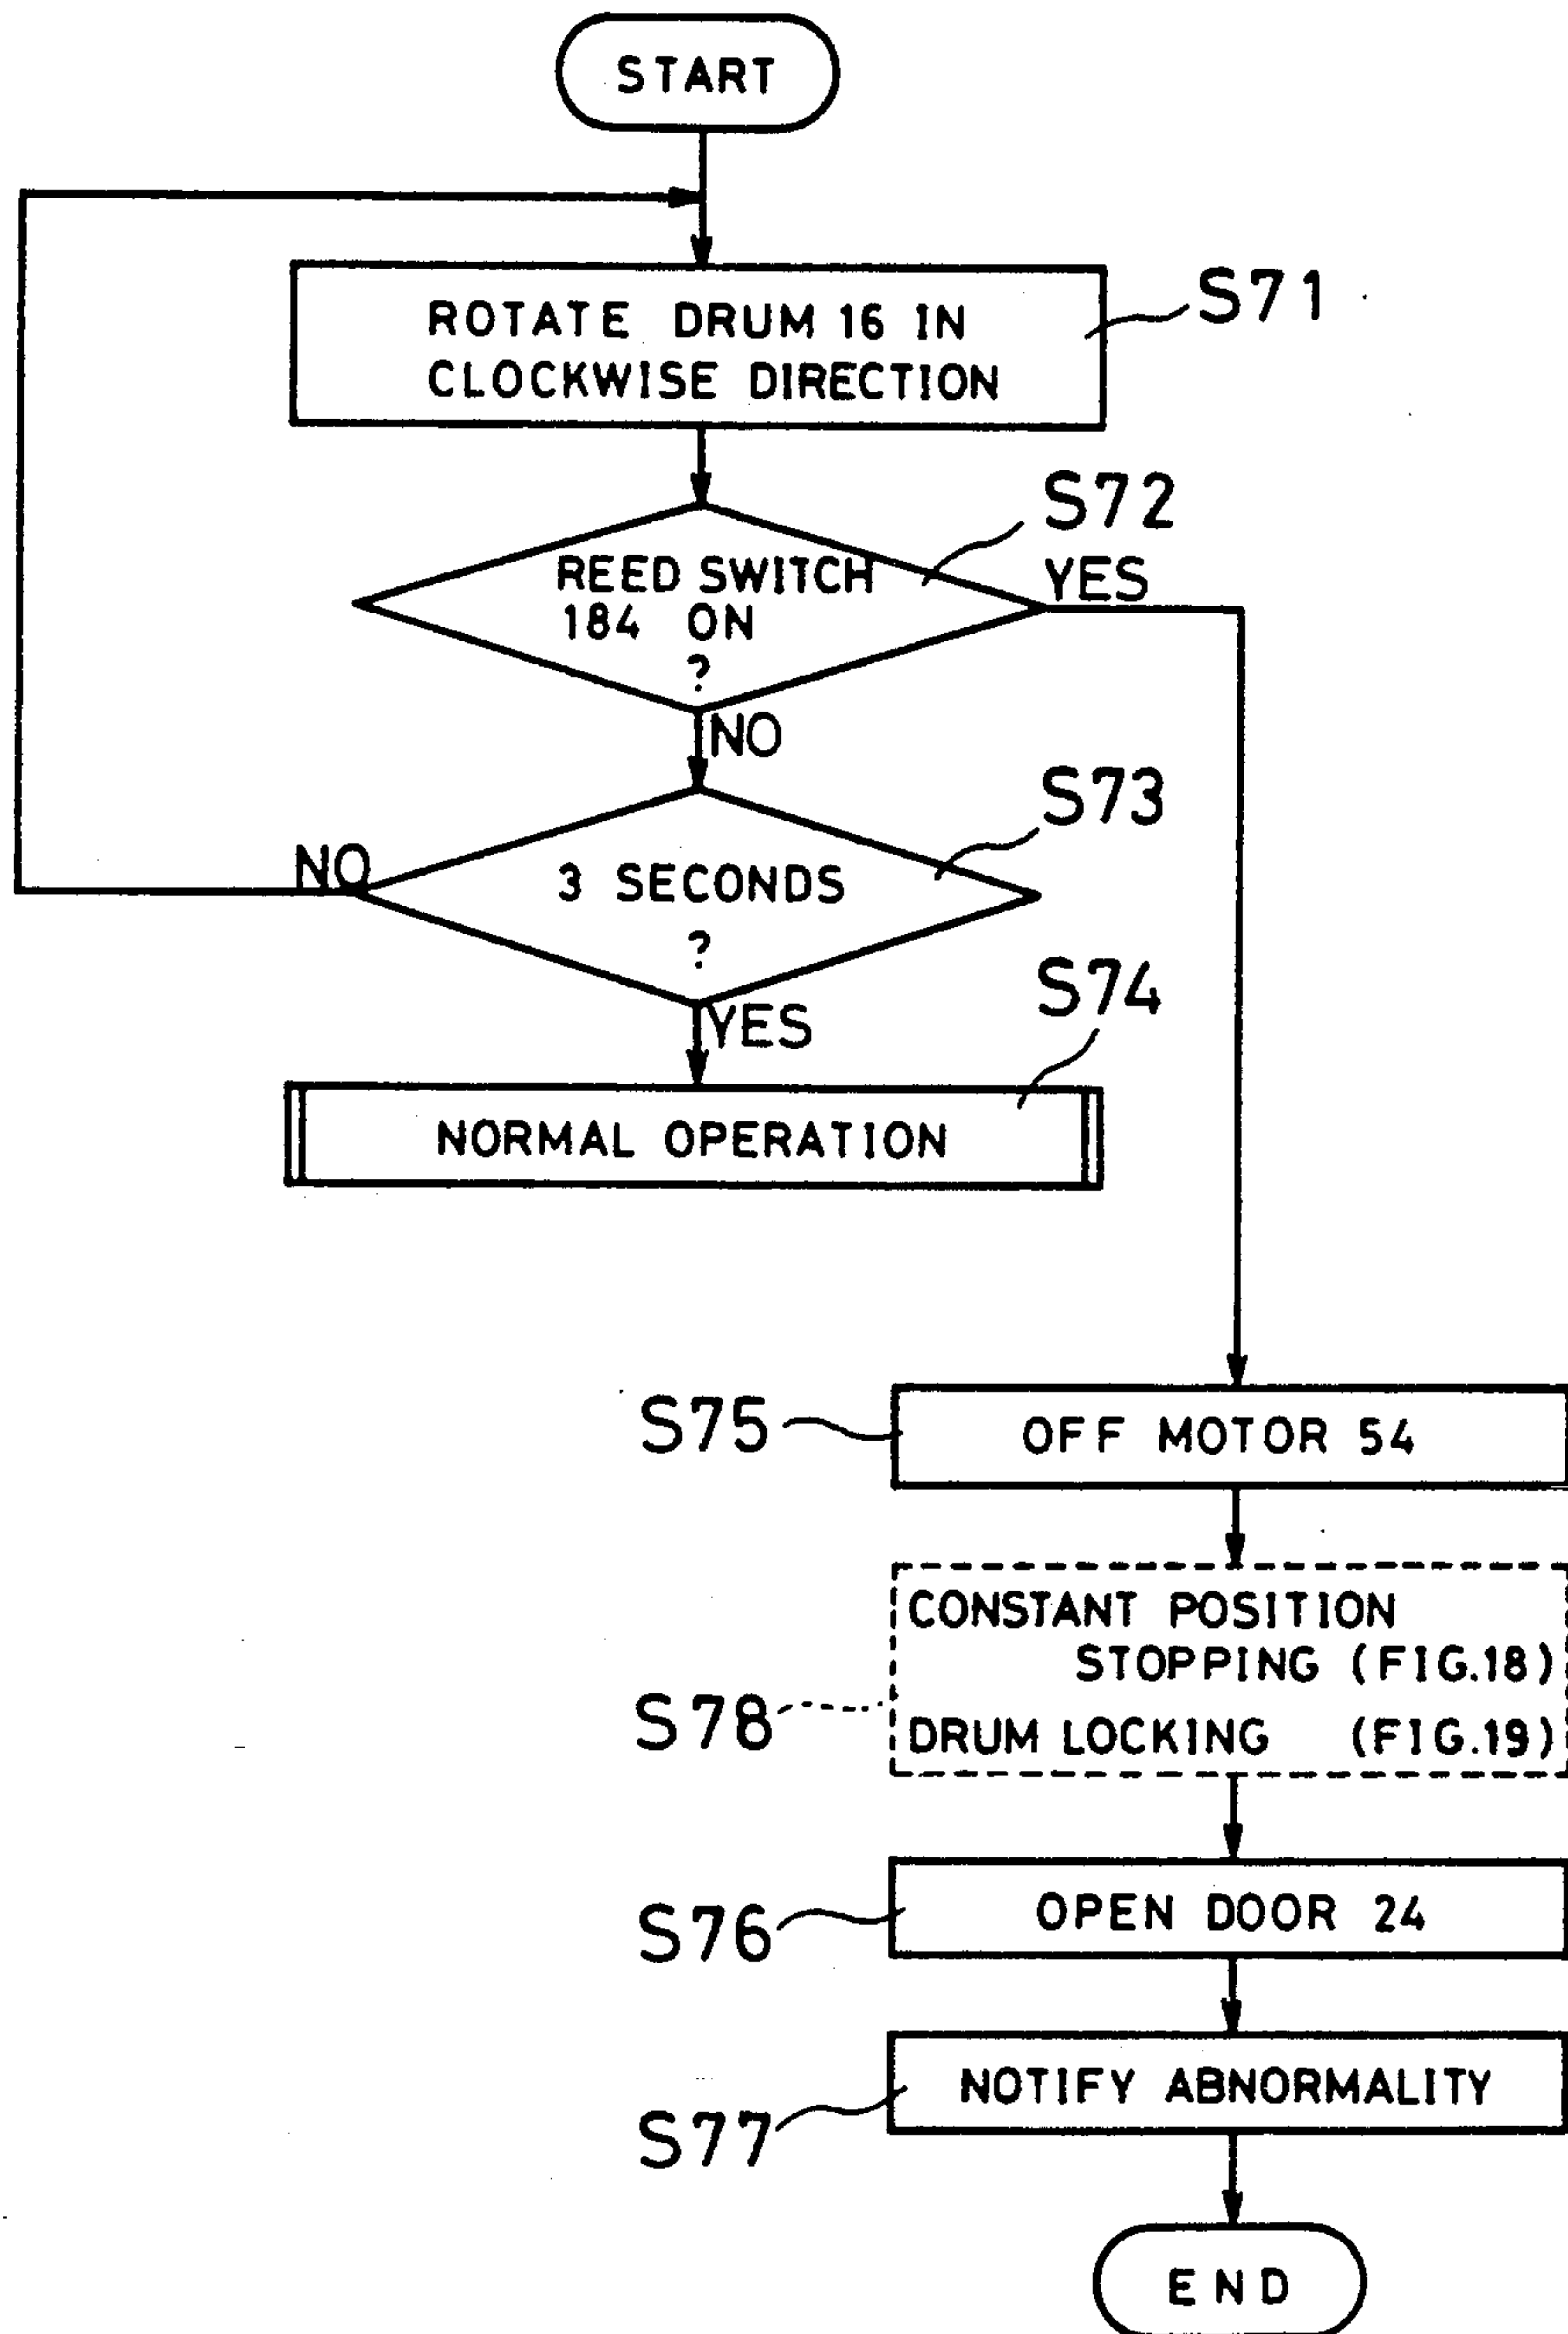 START
ROTATE DRUM 16 IN
CLOCKWISE DIRECTION
S71
S72
REED SWITCH
184 ON
?
YES
NO
S73
3 SECONDS
?
NO
YES
S74
NORMAL OPERATION
S75
OFF MOTOR 54
S78
CONSTANT POSITION
STOPPING (FIG.18)
DRUM LOCKING (FIG.19)
S76
OPEN DOOR 24
S77
NOTIFY ABNORMALITY
END